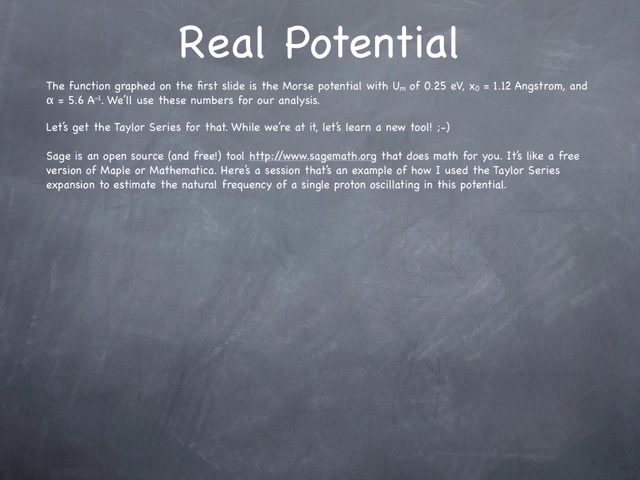 Real Potential
The function graphed on the first slide is the Morse potential with Um of 0.25 eV, x0 = 1.12 Angstrom, and
α = 5.6 A⁻¹. We'll use these numbers for our analysis.
Let's get the Taylor Series for that. While we're at it, let's learn a new tool! ;-)
Sage is an open source (and free!) tool http://www.sagemath.org that does math for you. It's like a free
version of Maple or Mathematica. Here's a session that's an example of how I used the Taylor Series
expansion to estimate the natural frequency of a single proton oscillating in this potential.